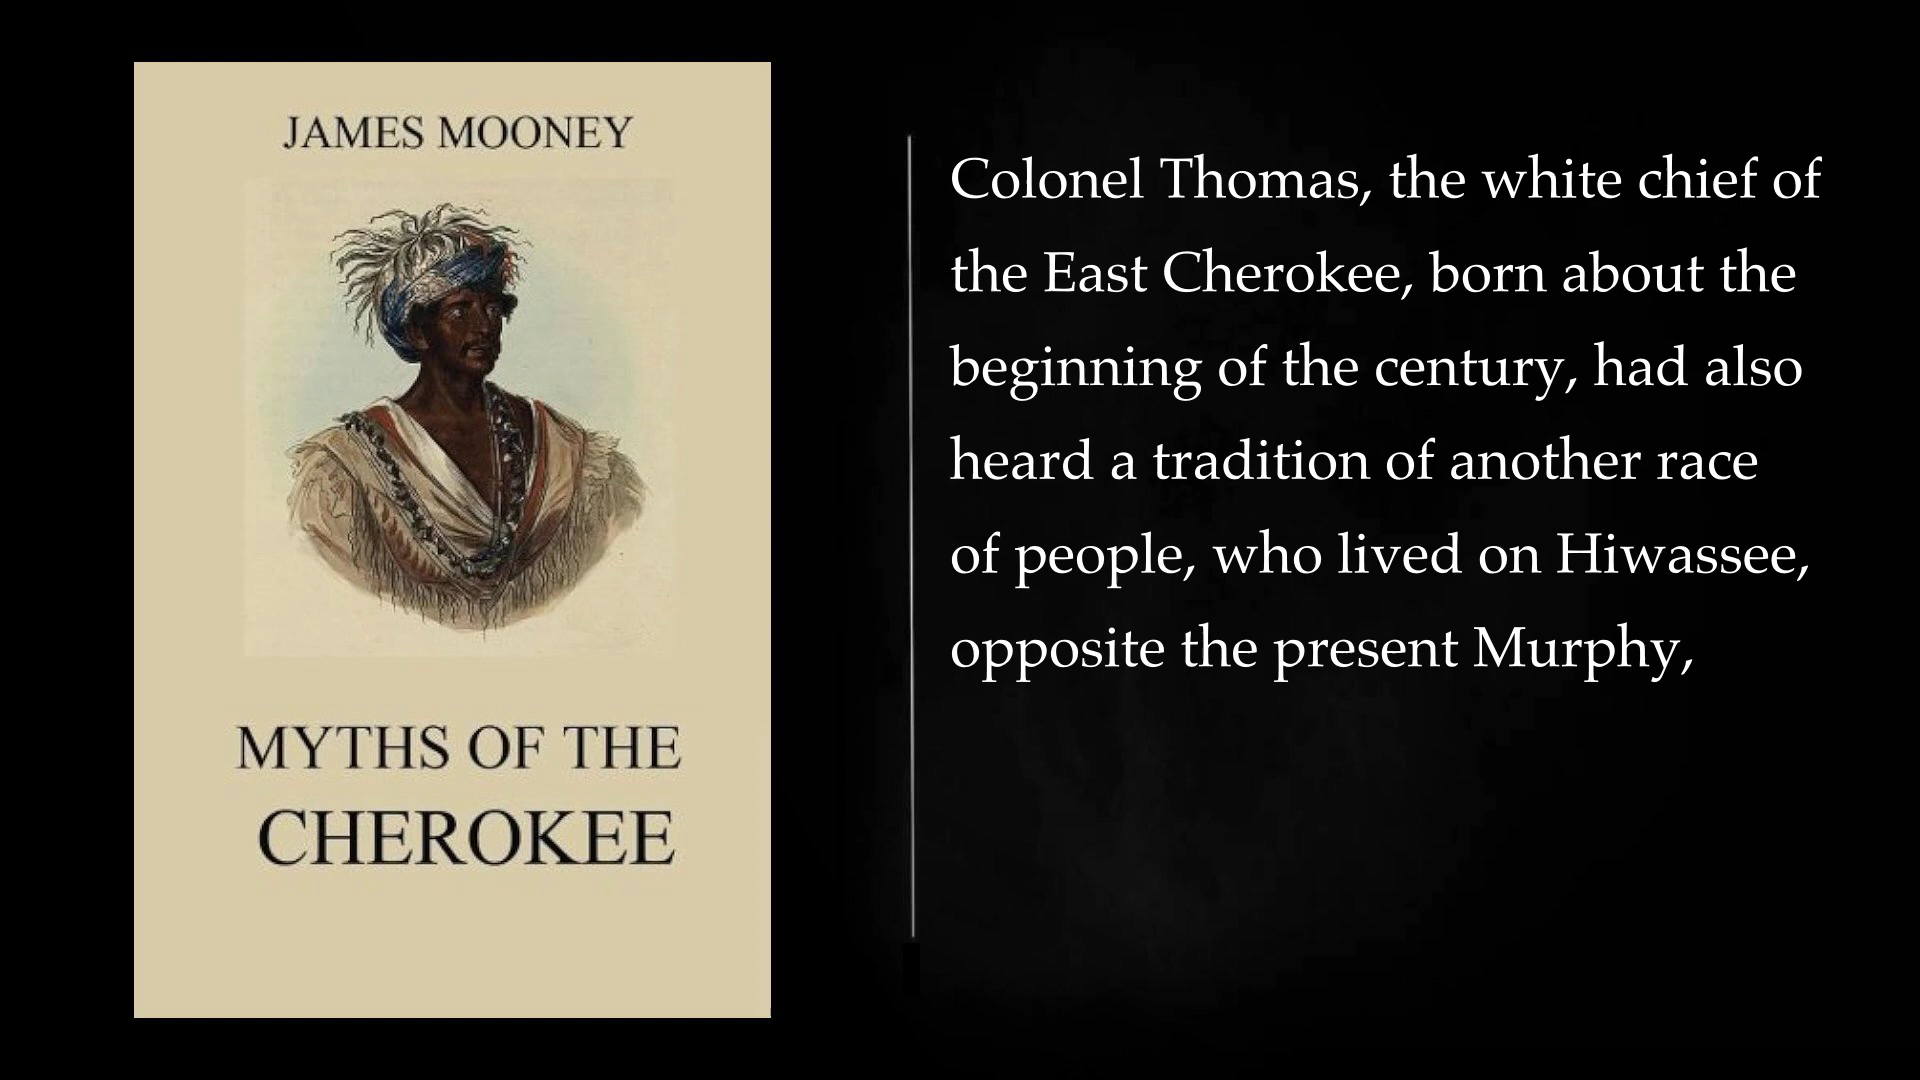 JAMES MOONEY
MYTHS OF THE
CHEROKEE
Colonel Thomas, the white chief of
the East Cherokee, born about the
beginning of the century, had also
heard a tradition of another race
of people, who lived on Hiwassee,
opposite the present Murphy,